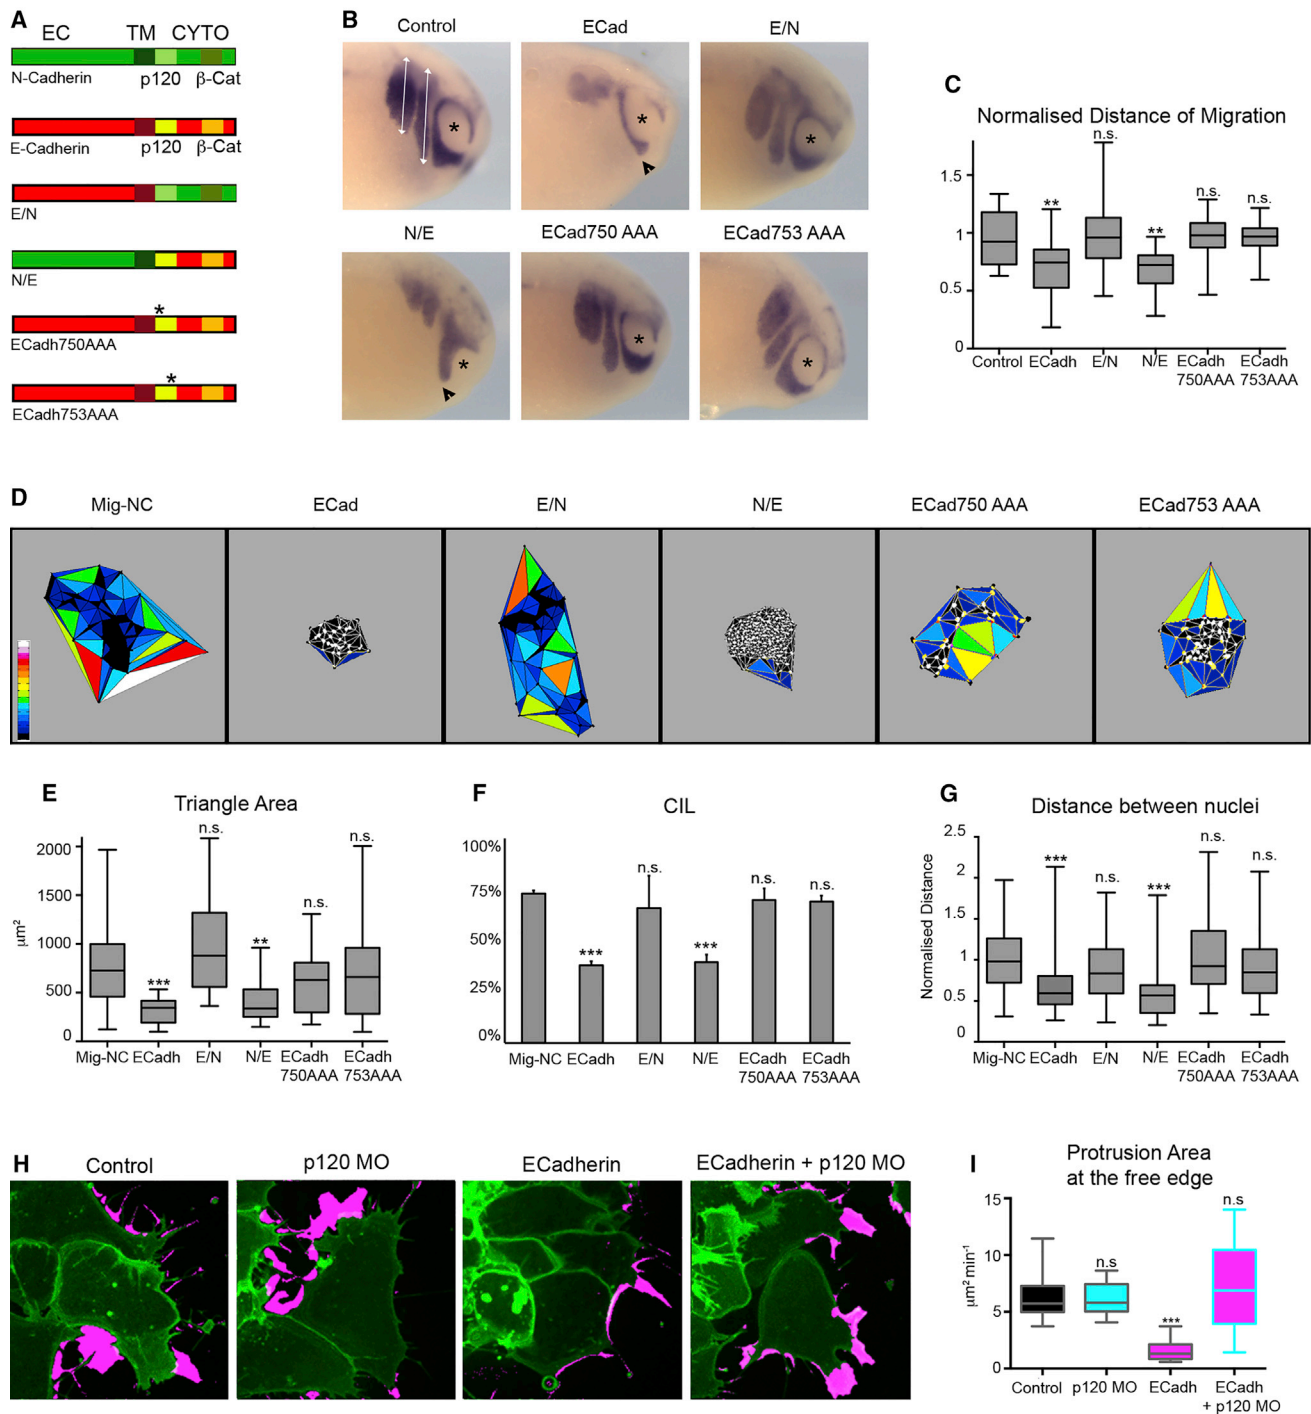 A
EC TM CYTO
N-Cadherin p120 β-Cat
E-Cadherin p120 β-Cat
E/N
N/E
*
ECadh750AAA
*
ECadh753AAA
B
Control ECad E/N
* * *
N/E ECad750 AAA ECad753 AAA
* * *
C
Normalised Distance of Migration
n.s.
** ** n.s. n.s.
1.5
1
0.5
0
Control ECadh E/N N/E ECadh 750AAA ECadh 753AAA
D
Mig-NC ECad E/N N/E ECad750 AAA ECad753 AAA
E
Triangle Area
n.s. n.s.
n.s.
*** **
2000
1500
1000
500
0
µm²
Mig-NC ECadh E/N N/E ECadh 750AAA ECadh 753AAA
F
CIL
100%
75%
50%
25%
0%
*** n.s. *** n.s. n.s.
Mig-NC ECadh E/N N/E ECadh 750AAA ECadh 753AAA
G
Distance between nuclei
2.5
2
1.5
1
0.5
0
Normalised Distance
*** n.s. *** n.s. n.s.
Mig-NC ECadh E/N N/E ECadh 750AAA ECadh 753AAA
H
Control p120 MO ECadherin ECadherin + p120 MO
I
Protrusion Area
at the free edge
15
10
5
0
µm² min⁻¹
n.s *** n.s
Control p120 MO ECadh ECadh + p120 MO